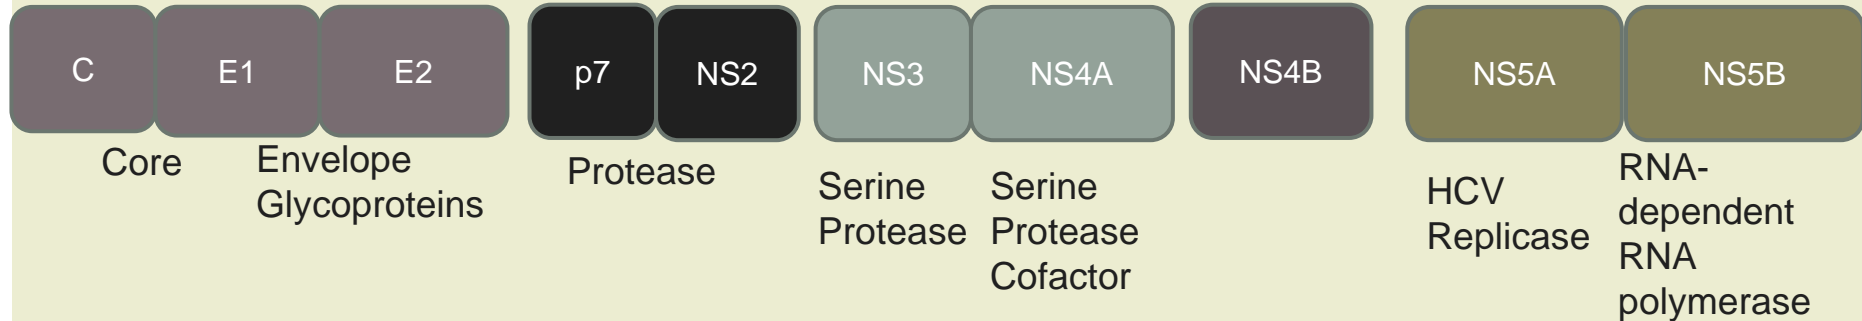 C E1 E2 p7 NS2 NS3 NS4A NS4B NS5A NS5B
Core
Envelope
Glycoproteins
Protease
Serine
Protease
Serine
Protease
Cofactor
HCV
Replicase
RNA-
dependent
RNA
polymerase